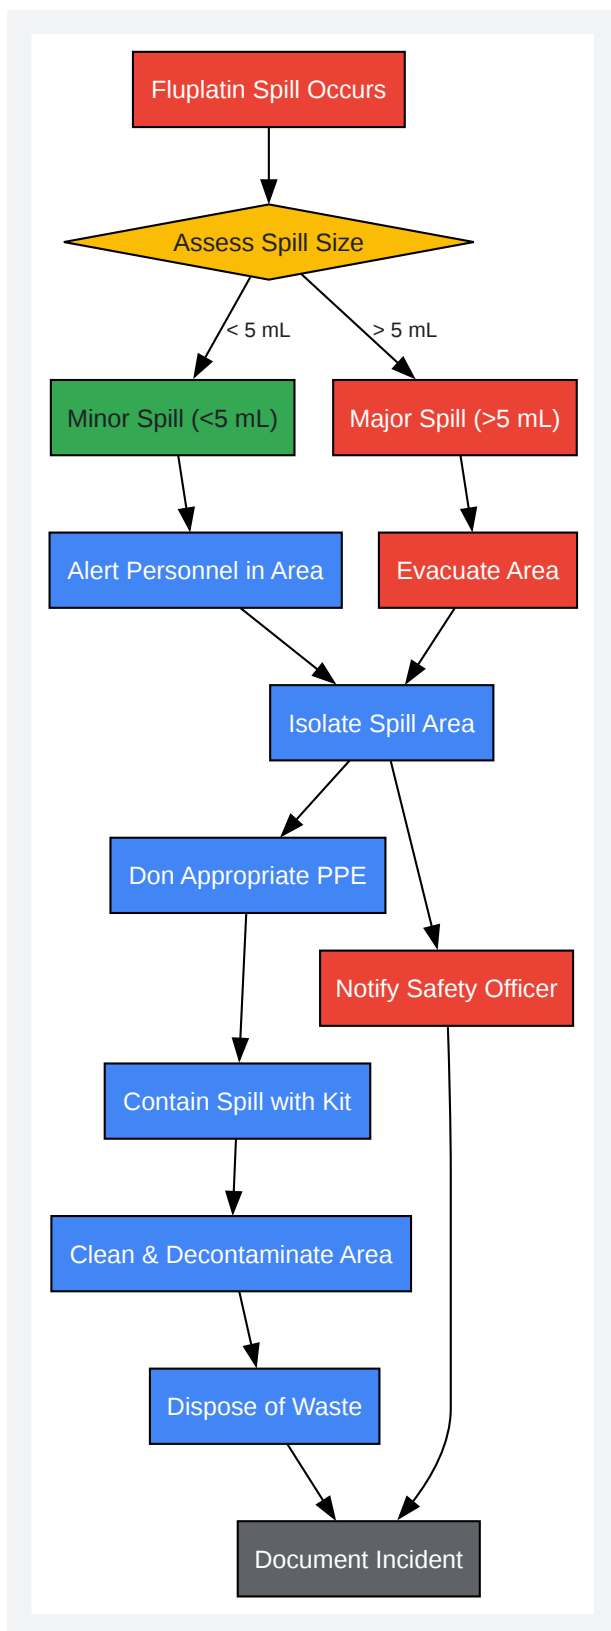 Fluplatin Spill Occurs
Assess Spill Size
< 5 mL
> 5 mL
Minor Spill (<5 mL)
Major Spill (>5 mL)
Alert Personnel in Area
Evacuate Area
Isolate Spill Area
Don Appropriate PPE
Notify Safety Officer
Contain Spill with Kit
Clean & Decontaminate Area
Dispose of Waste
Document Incident